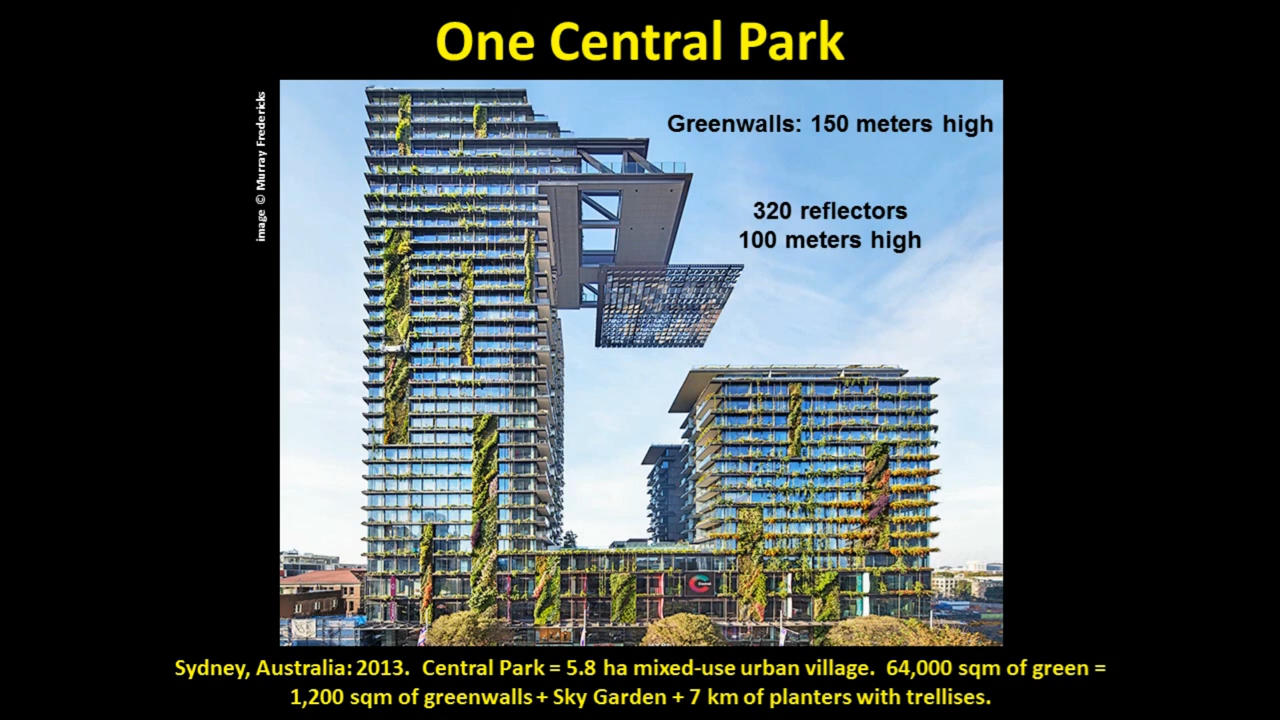 One Central Park
image © Murray Fredericks
Greenwalls: 150 meters high
320 reflectors
100 meters high
Central
Sydney, Australia: 2013.  Central Park = 5.8 ha mixed-use urban village.  64,000 sqm of green =
1,200 sqm of greenwalls + Sky Garden + 7 km of planters with trellises.